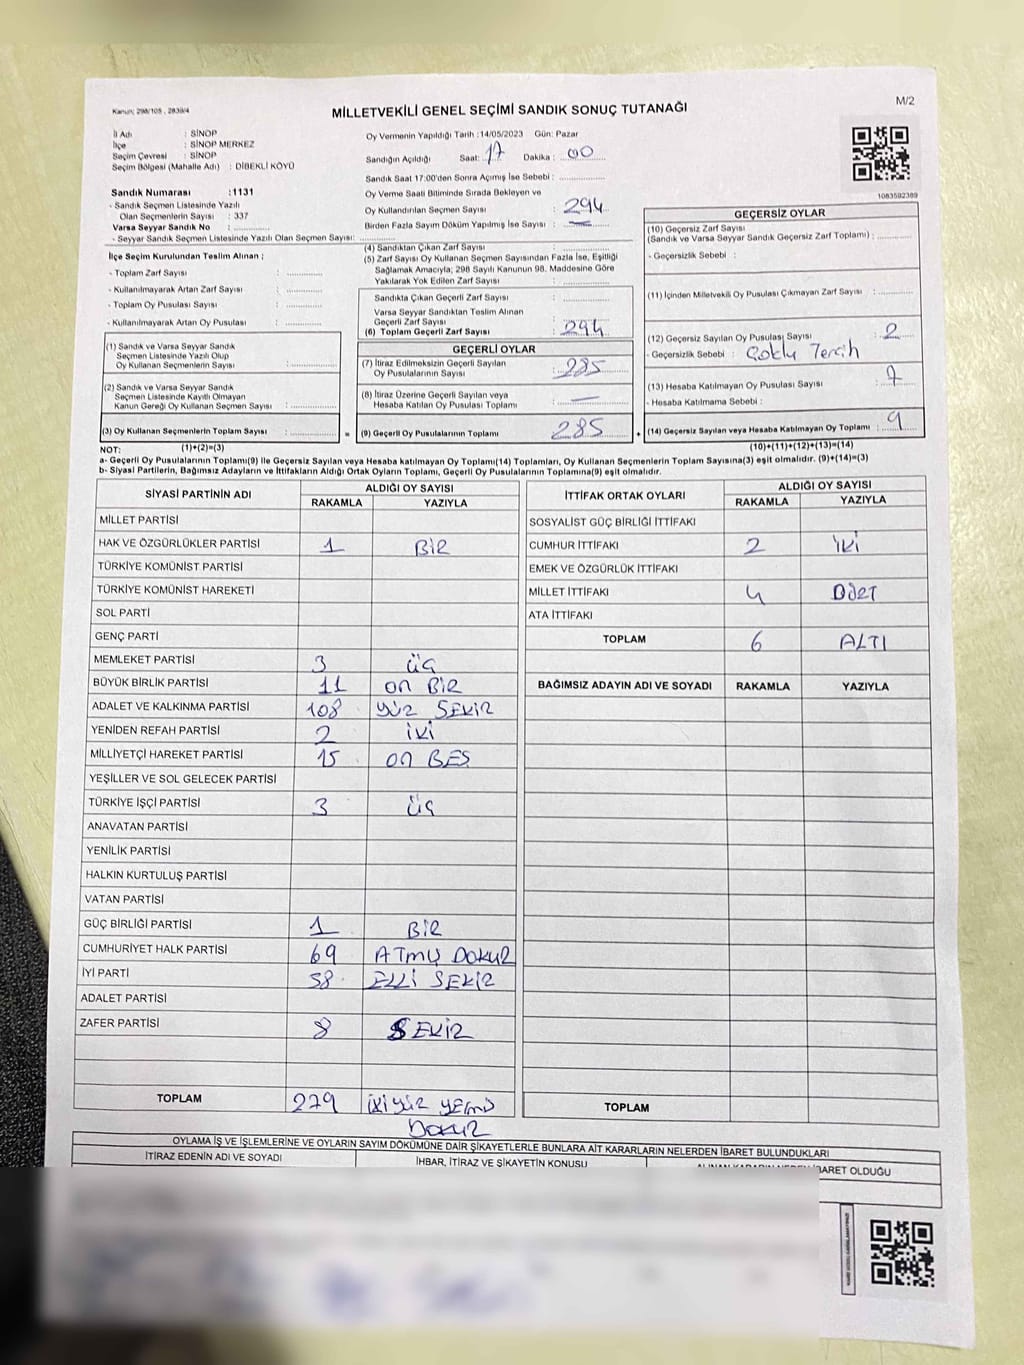 Kanun; 298/105 , 2839/4
MİLLETVEKİLİ GENEL SEÇİMİ SANDIK SONUÇ TUTANAĞI
M/2
İl Adı : SİNOP
İlçe : SİNOP MERKEZ
Seçim Çevresi : SİNOP
Seçim Bölgesi (Mahalle Adı) : DİBEKLİ KÖYÜ
Sandık Numarası : 1131
- Sandık Seçmen Listesinde Yazılı
Olan Seçmenlerin Sayısı : 337
Varsa Seyyar Sandık No :
- Seyyar Sandık Seçmen Listesinde Yazılı Olan Seçmen Sayısı:
Oy Vermenin Yapıldığı Tarih :14/05/2023 Gün: Pazar
Sandığın Açıldığı Saat: 17 Dakika : 00
Sandık Saat 17:00'den Sonra Açımış İse Sebebi :
Oy Verme Saati Bitiminde Sırada Bekleyen ve
Oy Kullandırılan Seçmen Sayısı : 294
Birden Fazla Sayım Döküm Yapılmış İse Sayısı : —
1083592389
İlçe Seçim Kurulundan Teslim Alınan ;
- Toplam Zarf Sayısı :
- Kullanılmayarak Artan Zarf Sayısı :
- Toplam Oy Pusulası Sayısı :
- Kullanılmayarak Artan Oy Pusulası :
(1) Sandık ve Varsa Seyyar Sandık
Seçmen Listesinde Yazılı Olup
Oy Kullanan Seçmenlerin Sayısı :
(2) Sandık ve Varsa Seyyar Sandık
Seçmen Listesinde Kayıtlı Olmayan
Kanun Gereği Oy Kullanan Seçmen Sayısı :
(3) Oy Kullanan Seçmenlerin Toplam Sayısı :
=
(4) Sandıktan Çıkan Zarf Sayısı :
(5) Zarf Sayısı Oy Kullanan Seçmen Sayısından Fazla İse, Eşitliği
Sağlamak Amacıyla; 298 Sayılı Kanunun 98. Maddesine Göre
Yakılarak Yok Edilen Zarf Sayısı :
Sandıkta Çıkan Geçerli Zarf Sayısı :
Varsa Seyyar Sandıktan Teslim Alınan
Geçerli Zarf Sayısı :
(6) Toplam Geçerli Zarf Sayısı : 294
GEÇERLİ OYLAR
(7) İtiraz Edilmeksizin Geçerli Sayılan
Oy Pusulalarının Sayısı : 285
(8) İtiraz Üzerine Geçerli Sayılan veya
Hesaba Katılan Oy Pusulası Toplamı : —
(9) Geçerli Oy Pusulalarının Toplamı : 285
+
GEÇERSİZ OYLAR
(10) Geçersiz Zarf Sayısı
(Sandık ve Varsa Seyyar Sandık Geçersiz Zarf Toplamı) :
- Geçersizlik Sebebi :
(11) İçinden Milletvekili Oy Pusulası Çıkmayan Zarf Sayısı :
(12) Geçersiz Sayılan Oy Pusulası Sayısı : 2
- Geçersizlik Sebebi : Çoklu Tercih
(13) Hesaba Katılmayan Oy Pusulası Sayısı : 7
- Hesaba Katılmama Sebebi :
(14) Geçersiz Sayılan veya Hesaba Katılmayan Oy Toplamı : 9
NOT: (1)+(2)=(3) (10)+(11)+(12)+(13)=(14)
a- Geçerli Oy Pusulalarının Toplamı(9) ile Geçersiz Sayılan veya Hesaba katılmayan Oy Toplamı(14) Toplamları, Oy Kullanan Seçmenlerin Toplam Sayısına(3) eşit olmalıdır. (9)+(14)=(3)
b- Siyasi Partilerin, Bağımsız Adayların ve İttifakların Aldığı Ortak Oyların Toplamı, Geçerli Oy Pusulalarının Toplamına(9) eşit olmalıdır.
SİYASİ PARTİNİN ADI ALDIĞI OY SAYISI
RAKAMLA YAZIYLA
MİLLET PARTİSİ
HAK VE ÖZGÜRLÜKLER PARTİSİ 1 BİR
TÜRKİYE KOMÜNİST PARTİSİ
TÜRKİYE KOMÜNİST HAREKETİ
SOL PARTİ
GENÇ PARTİ
MEMLEKET PARTİSİ 3 üç
BÜYÜK BİRLİK PARTİSİ 11 on BİR
ADALET VE KALKINMA PARTİSİ 108 YÜZ SEKİZ
YENİDEN REFAH PARTİSİ 2 İKİ
MİLLİYETÇİ HAREKET PARTİSİ 15 on BEŞ
YEŞİLLER VE SOL GELECEK PARTİSİ
TÜRKİYE İŞÇİ PARTİSİ 3 üç
ANAVATAN PARTİSİ
YENİLİK PARTİSİ
HALKIN KURTULUŞ PARTİSİ
VATAN PARTİSİ
GÜÇ BİRLİĞİ PARTİSİ 1 BİR
CUMHURİYET HALK PARTİSİ 69 ATMIŞ DOKUZ
İYİ PARTİ 58 ELLİ SEKİZ
ADALET PARTİSİ
ZAFER PARTİSİ 8 SEKİZ
TOPLAM 279 İKİYÜZ YETMİŞ
DOKUZ
İTTİFAK ORTAK OYLARI ALDIĞI OY SAYISI
RAKAMLA YAZIYLA
SOSYALİST GÜÇ BİRLİĞİ İTTİFAKI
CUMHUR İTTİFAKI 2 İKİ
EMEK VE ÖZGÜRLÜK İTTİFAKI
MİLLET İTTİFAKI 4 DÖRT
ATA İTTİFAKI
TOPLAM 6 ALTI
BAĞIMSIZ ADAYIN ADI VE SOYADI RAKAMLA YAZIYLA
TOPLAM
OYLAMA İŞ VE İŞLEMLERİNE VE OYLARIN SAYIM DÖKÜMÜNE DAİR ŞİKAYETLERLE BUNLARA AİT KARARLARIN NELERDEN İBARET BULUNDUKLARI
İTİRAZ EDENİN ADI VE SOYADI İHBAR, İTİRAZ VE ŞİKAYETİN KONUSU OLDUĞU